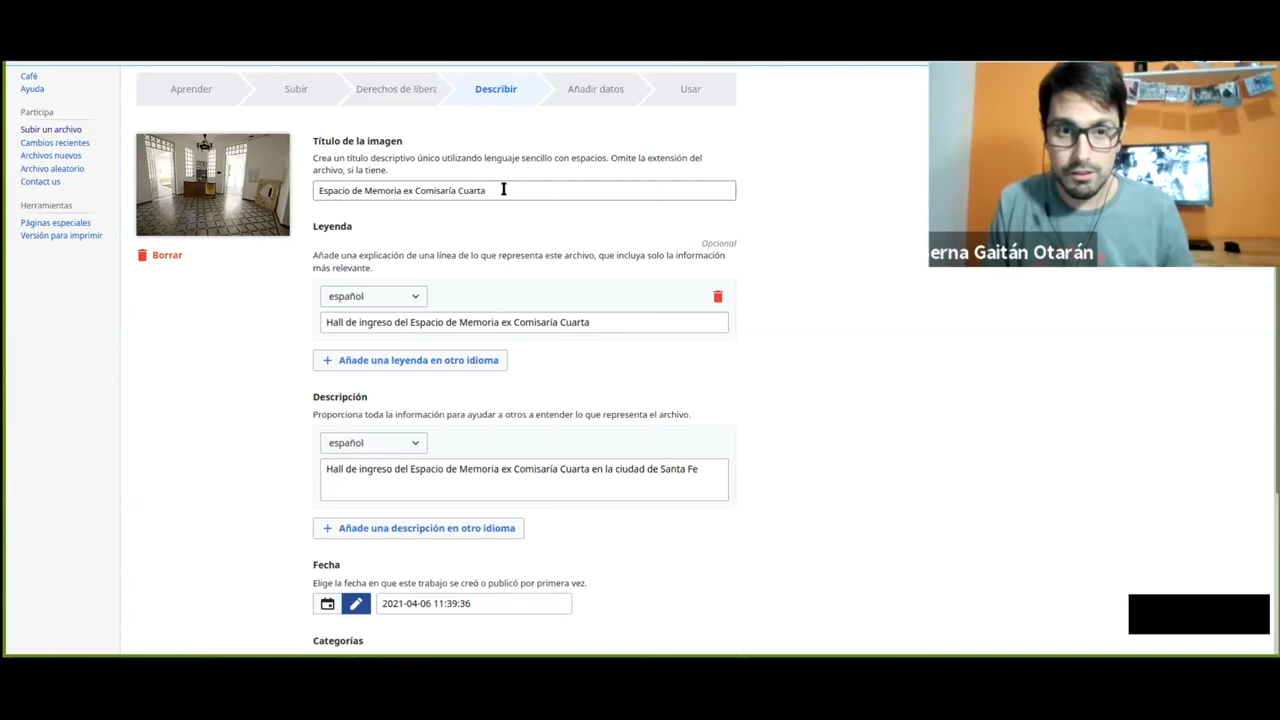 Café
Ayuda
Participa
Subir un archivo
Cambios recientes
Archivos nuevos
Archivo aleatorio
Contact us
Herramientas
Páginas especiales
Versión para imprimir
Aprender
Subir
Derechos de libera
Describir
Añadir datos
Usar
Borrar
Título de la imagen
Crea un título descriptivo único utilizando lenguaje sencillo con espacios. Omite la extensión del
archivo, si la tiene.
Espacio de Memoria ex Comisaría Cuarta
Leyenda
Opcional
Añade una explicación de una línea de lo que representa este archivo, que incluya solo la información
más relevante.
español
Hall de ingreso del Espacio de Memoria ex Comisaría Cuarta
+ Añade una leyenda en otro idioma
Descripción
Proporciona toda la información para ayudar a otros a entender lo que representa el archivo.
español
Hall de ingreso del Espacio de Memoria ex Comisaría Cuarta en la ciudad de Santa Fe
+ Añade una descripción en otro idioma
Fecha
Elige la fecha en que este trabajo se creó o publicó por primera vez.
2021-04-06 11:39:36
Categorías
erna Gaitán Otarán